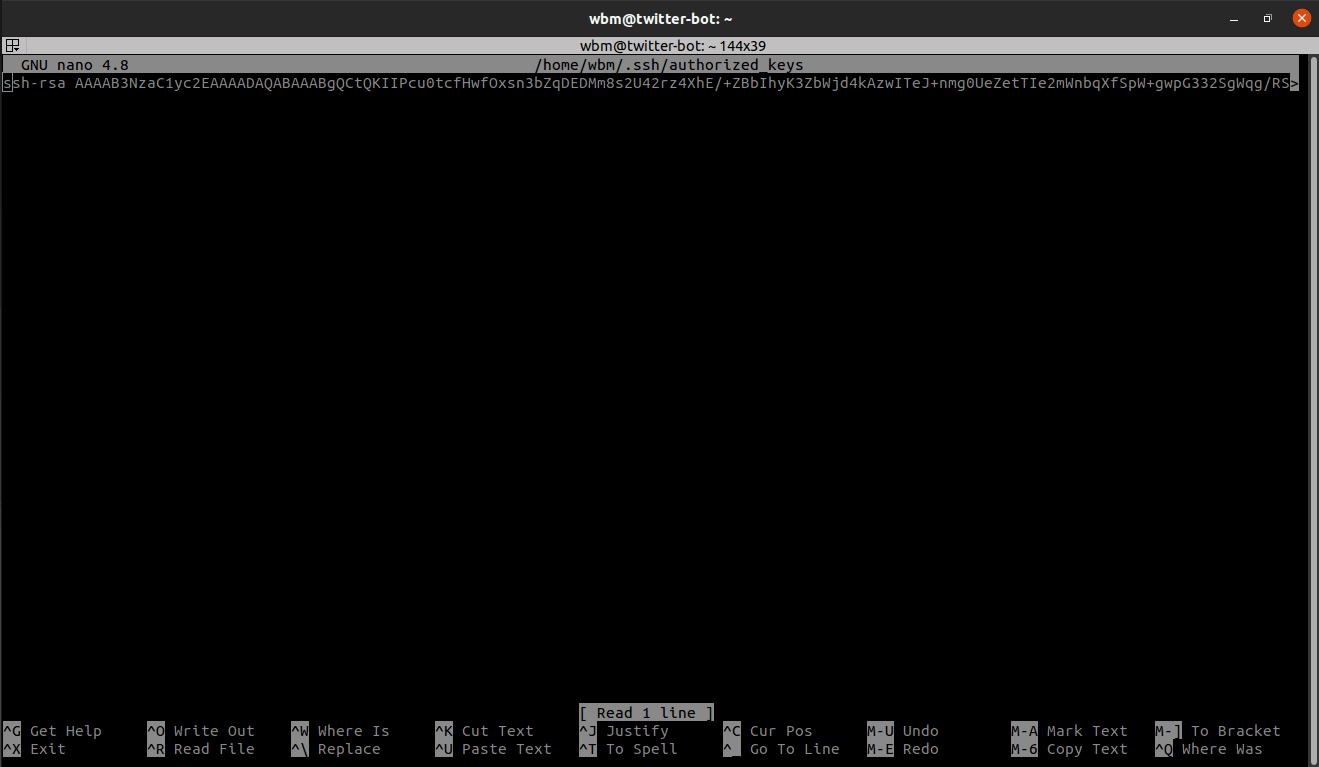 wbm@twitter-bot: ~
wbm@twitter-bot: ~ 144x39
GNU nano 4.8 /home/wbm/.ssh/authorized_keys
ssh-rsa AAAAB3NzaC1yc2EAAAADAQABAAABgQCtQKIIPcu0tcfHwfOxsn3bZqDEDMm8s2U42rz4XhE/+ZBbIhyK3ZbWjd4kAzwITeJ+nmg0UeZetTIe2mWnbqXfSpW+gwpG332SgWqg/RS>
[ Read 1 line ]
^G Get Help ^O Write Out ^W Where Is ^K Cut Text ^J Justify ^C Cur Pos M-U Undo M-A Mark Text M-] To Bracket
^X Exit ^R Read File ^\ Replace ^U Paste Text ^T To Spell ^_ Go To Line M-E Redo M-6 Copy Text ^Q Where Was